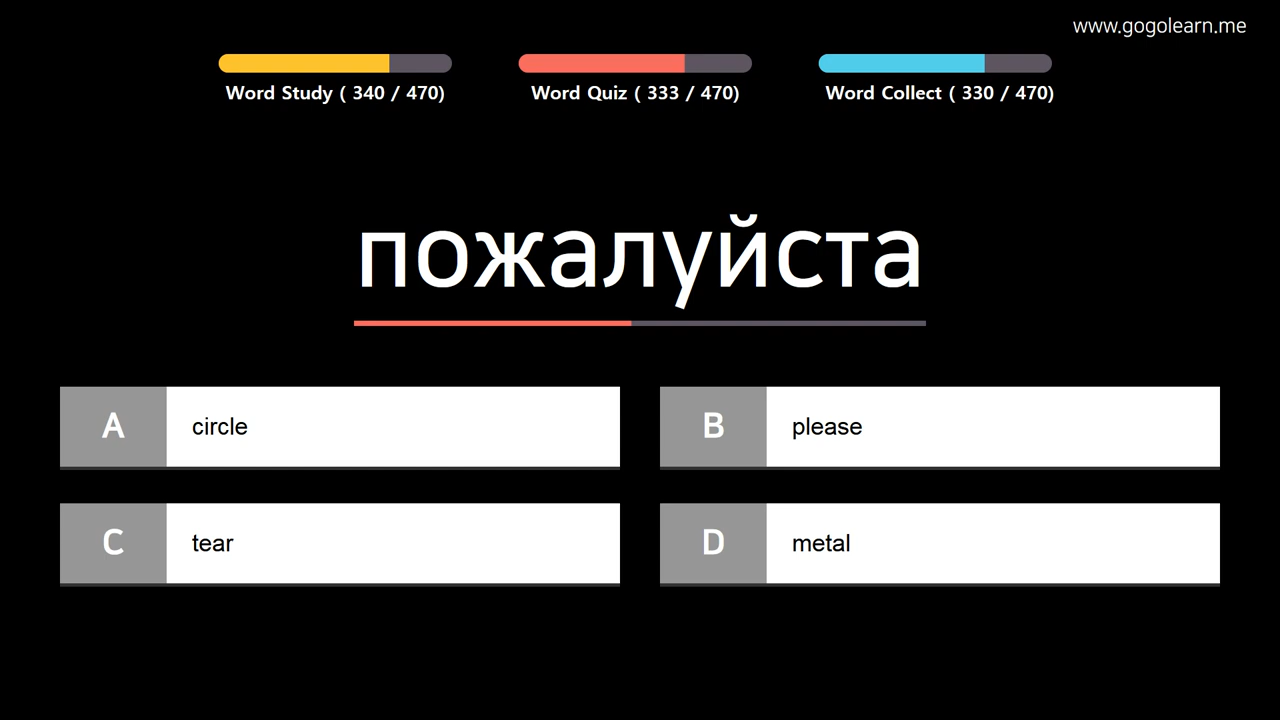 www.gogolearn.me
Word Study ( 340 / 470)
Word Quiz ( 333 / 470)
Word Collect ( 330 / 470)
пожалуйста
A circle
B please
C tear
D metal